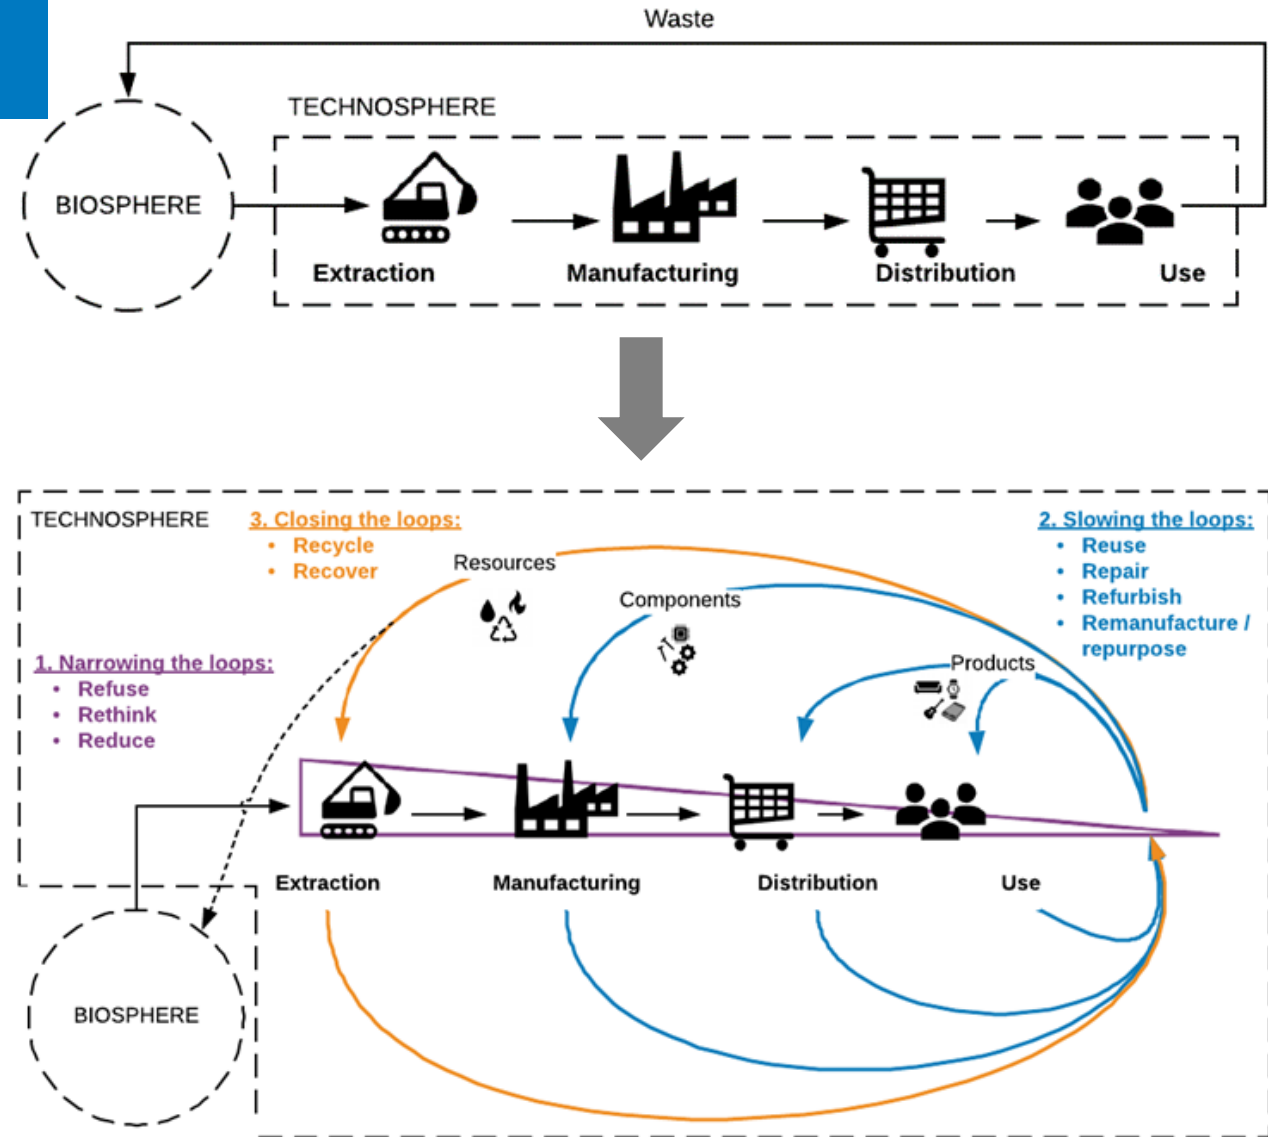 Waste
TECHNOSPHERE
BIOSPHERE
Extraction
Manufacturing
Distribution
Use
TECHNOSPHERE
3. Closing the loops:
• Recycle
• Recover
2. Slowing the loops:
• Reuse
• Repair
• Refurbish
• Remanufacture /
repurpose
Resources
Components
Products
1. Narrowing the loops:
• Refuse
• Rethink
• Reduce
Extraction
Manufacturing
Distribution
Use
BIOSPHERE